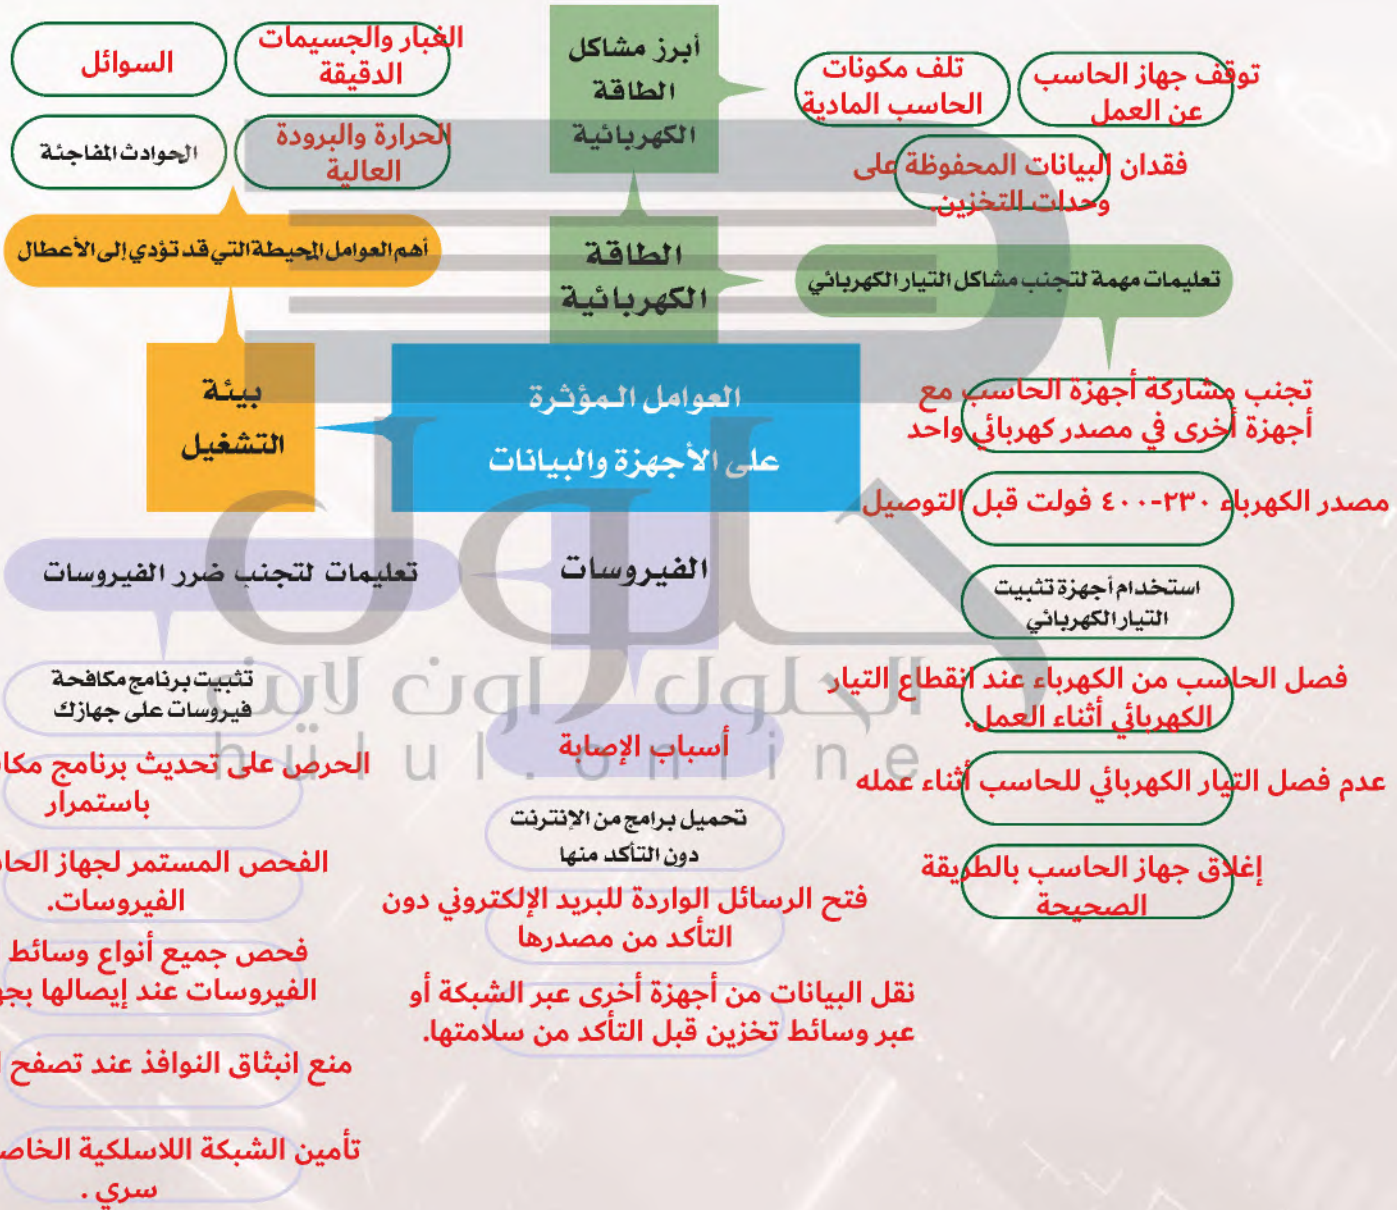 أبرز مشاكل
الطاقة
الكهربائية
توقف جهاز الحاسب
عن العمل
تلف مكونات
الحاسب المادية
فقدان البيانات المحفوظة على
وحدات التخزين.
الغبار والجسيمات
الدقيقة
السوائل
الحرارة والبرودة
العالية
الحوادث المفاجئة
أهم العوامل المحيطة التي قد تؤدي إلى الأعطال
الطاقة
الكهربائية
تعليمات مهمة لتجنب مشاكل التيار الكهربائي
بيئة
التشغيل
العوامل المؤثرة
على الأجهزة والبيانات
تجنب مشاركة أجهزة الحاسب مع
أجهزة أخرى في مصدر كهربائي واحد
مصدر الكهرباء ٢٣٠-٤٠٠ فولت قبل التوصيل
استخدام أجهزة تثبيت
التيار الكهربائي
فصل الحاسب من الكهرباء عند انقطاع التيار
الكهربائي أثناء العمل.
عدم فصل التيار الكهربائي للحاسب أثناء عمله
إغلاق جهاز الحاسب بالطريقة
الصحيحة
الفيروسات
أسباب الإصابة
تحميل برامج من الإنترنت
دون التأكد منها
فتح الرسائل الواردة للبريد الإلكتروني دون
التأكد من مصدرها
نقل البيانات من أجهزة أخرى عبر الشبكة أو
عبر وسائط تخزين قبل التأكد من سلامتها.
تعليمات لتجنب ضرر الفيروسات
تثبيت برنامج مكافحة
فيروسات على جهازك
الحرص على تحديث برنامج
باستمرار
الفحص المستمر لجهاز
الفيروسات.
فحص جميع أنواع وسائط
الفيروسات عند إيصالها
منع انبثاق النوافذ عند تصفح
تأمين الشبكة اللاسلكية
سري .
حلول
الحلول اون لاين
hülul.online